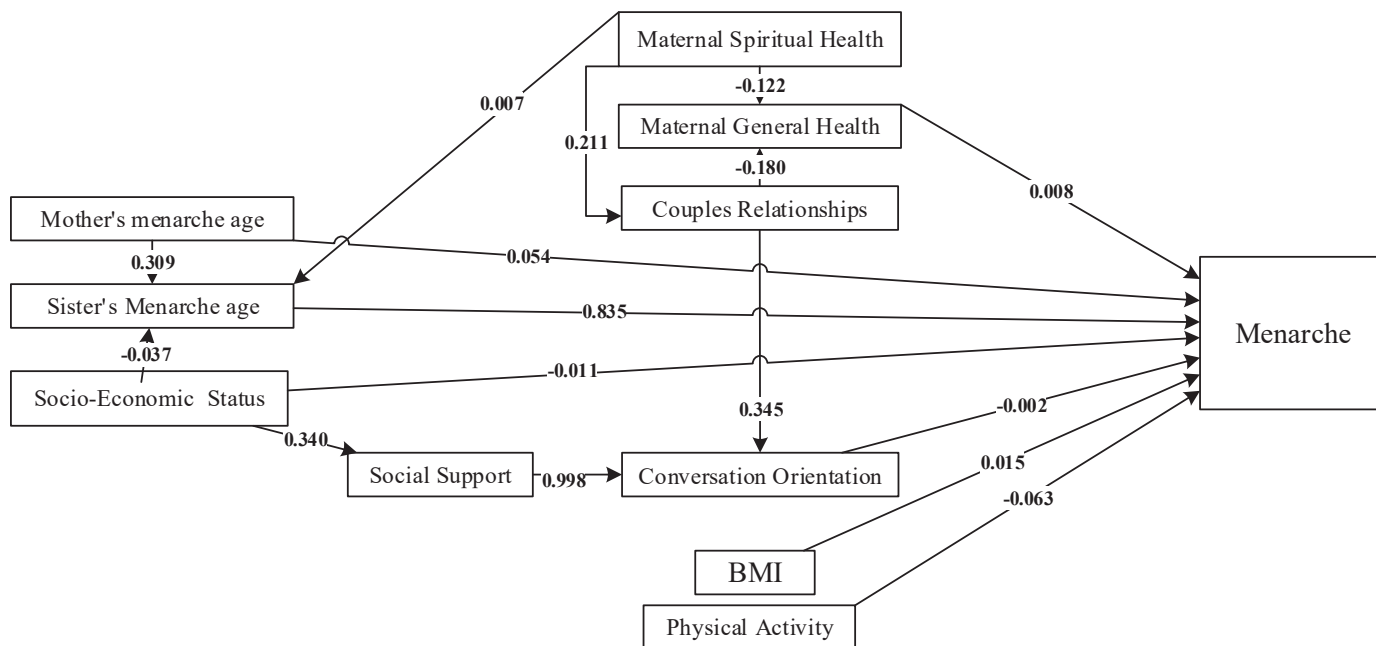 Maternal Spiritual Health
-0.122
0.007
Maternal General Health
0.211
-0.180
0.008
Couples Relationships
Mother's menarche age
0.054
0.309
Sister's Menarche age
0.835
Menarche
-0.037
-0.011
Socio-Economic Status
0.345
-0.002
0.340
Social Support
0.998
Conversation Orientation
0.015
-0.063
BMI
Physical Activity